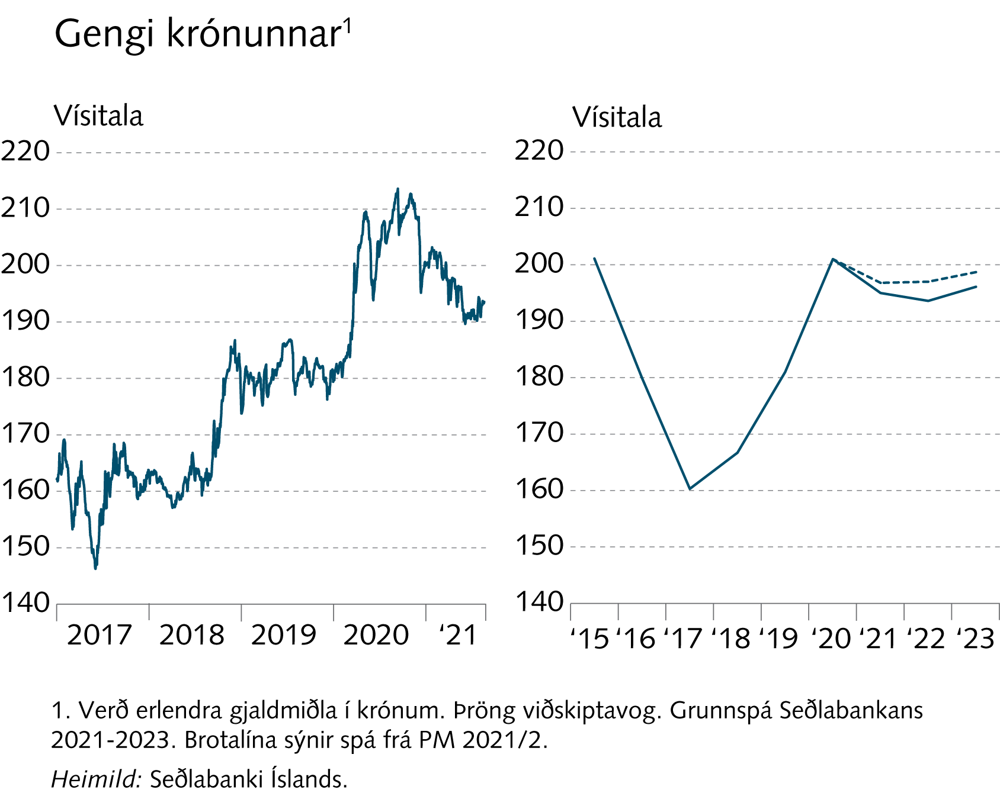 Gengi krónunnar¹
Vísitala
220
210
200
190
180
170
160
150
140
2017 2018 2019 2020 ‘21
Vísitala
220
210
200
190
180
170
160
150
140
‘15 ‘16 ‘17 ‘18 ‘19 ‘20 ‘21 ‘22 ‘23
1. Verð erlendra gjaldmiðla í krónum. Þröng viðskiptavog. Grunnspá Seðlabankans
2021-2023. Brotalína sýnir spá frá PM 2021/2.
Heimild: Seðlabanki Íslands.